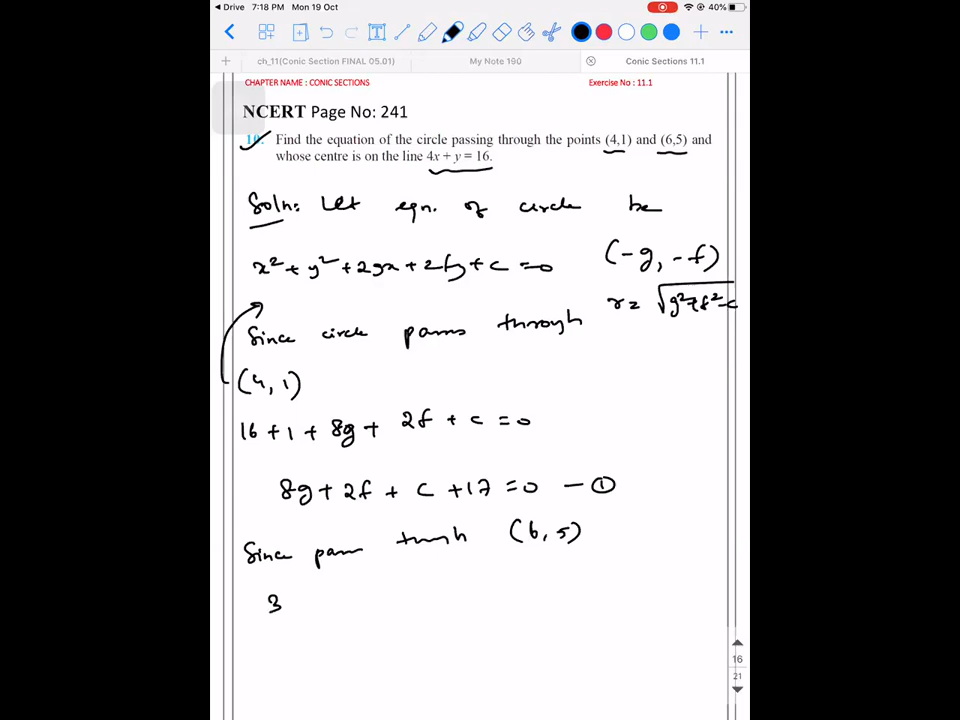 Drive 7:18 PM Mon 19 Oct 40%
ch_11(Conic Section FINAL 05.01) My Note 190 Conic Sections 11.1
CHAPTER NAME : CONIC SECTIONS Exercise No : 11.1
NCERT Page No: 241
10. Find the equation of the circle passing through the points (4,1) and (6,5) and
whose centre is on the line 4x + y = 16.
Soln: Let eqn. of circle be
x² + y² + 2gx + 2fy + c = 0 (-g, -f)
r = √g²+f²-c
Since circle pass through
(4, 1)
16 + 1 + 8g + 2f + c = 0
8g + 2f + c + 17 = 0 — ①
Since pass through (6, 5)
3
16
21